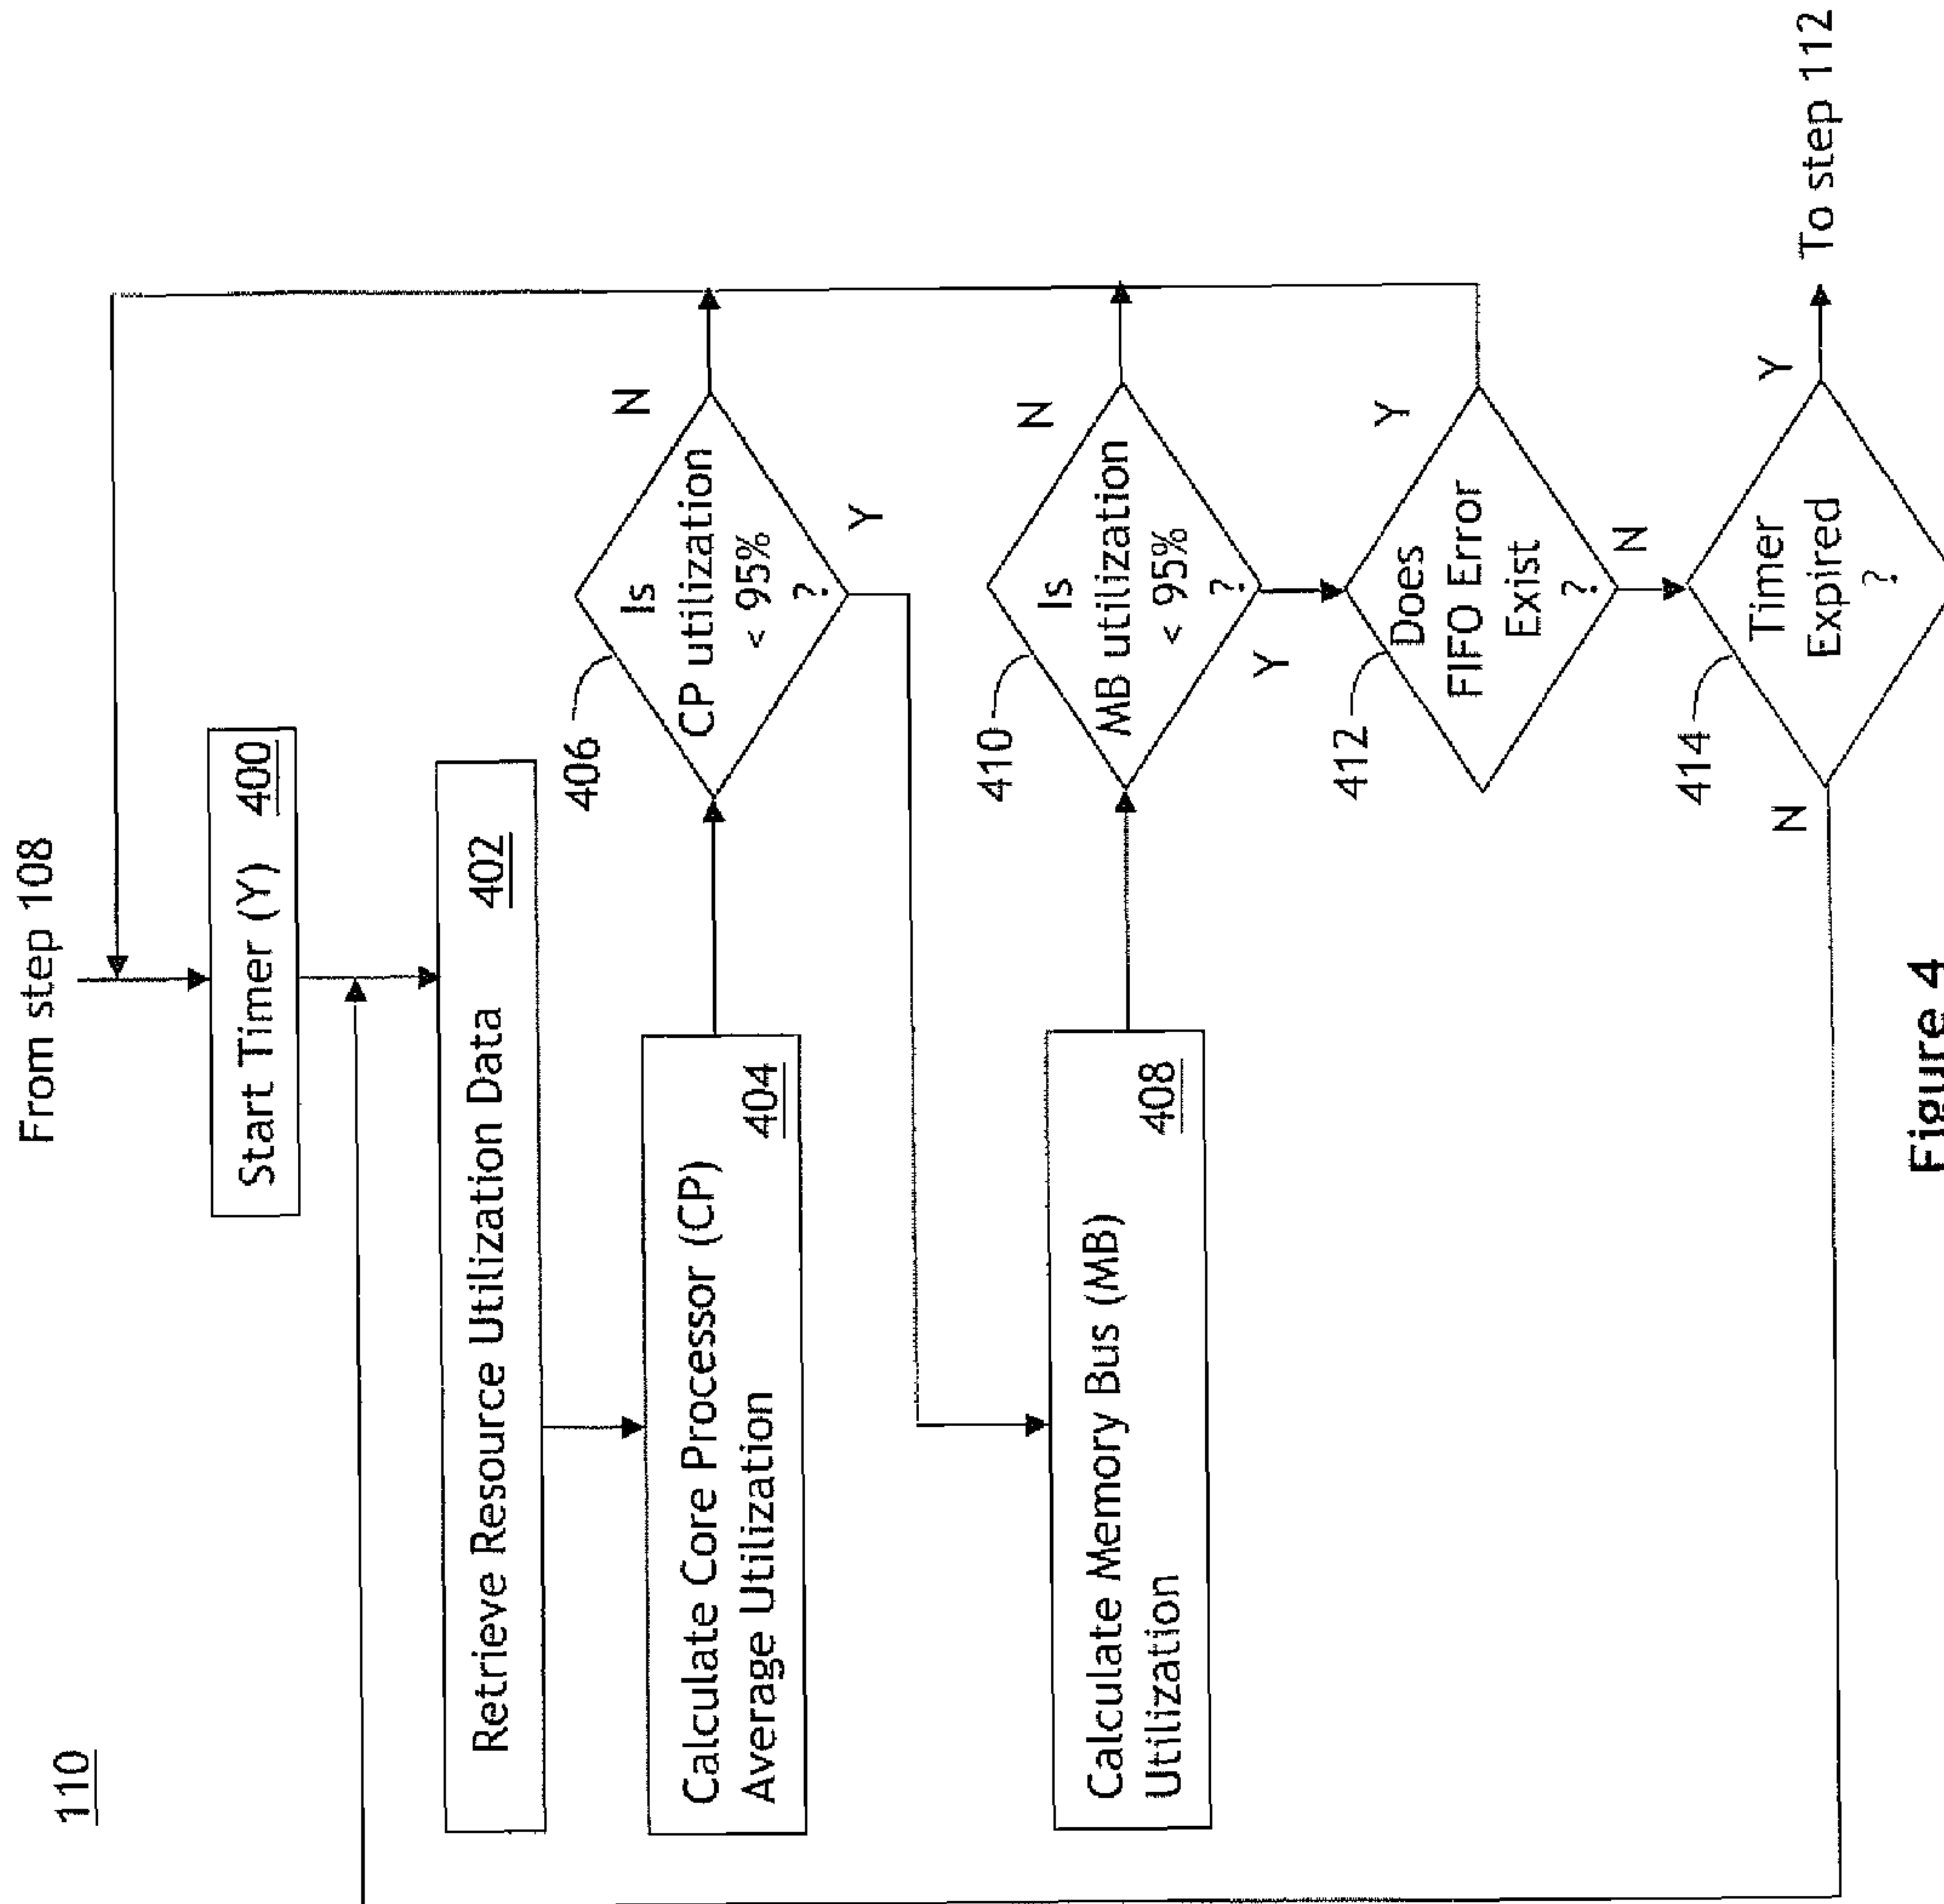 110
From step 108
Start Timer (Y) 400
Retrieve Resource Utilization Data 402
Calculate Core Processor (CP)
Average Utilization 404
406
Is
CP utilization
< 95%
?
N
Y
Calculate Memory Bus (MB)
Utilization 408
410
Is
MB utilization
< 95%
?
N
Y
412
Does
FIFO Error
Exist
?
Y
N
414
Timer
Expired
?
N
Y
To step 112
Figure 4